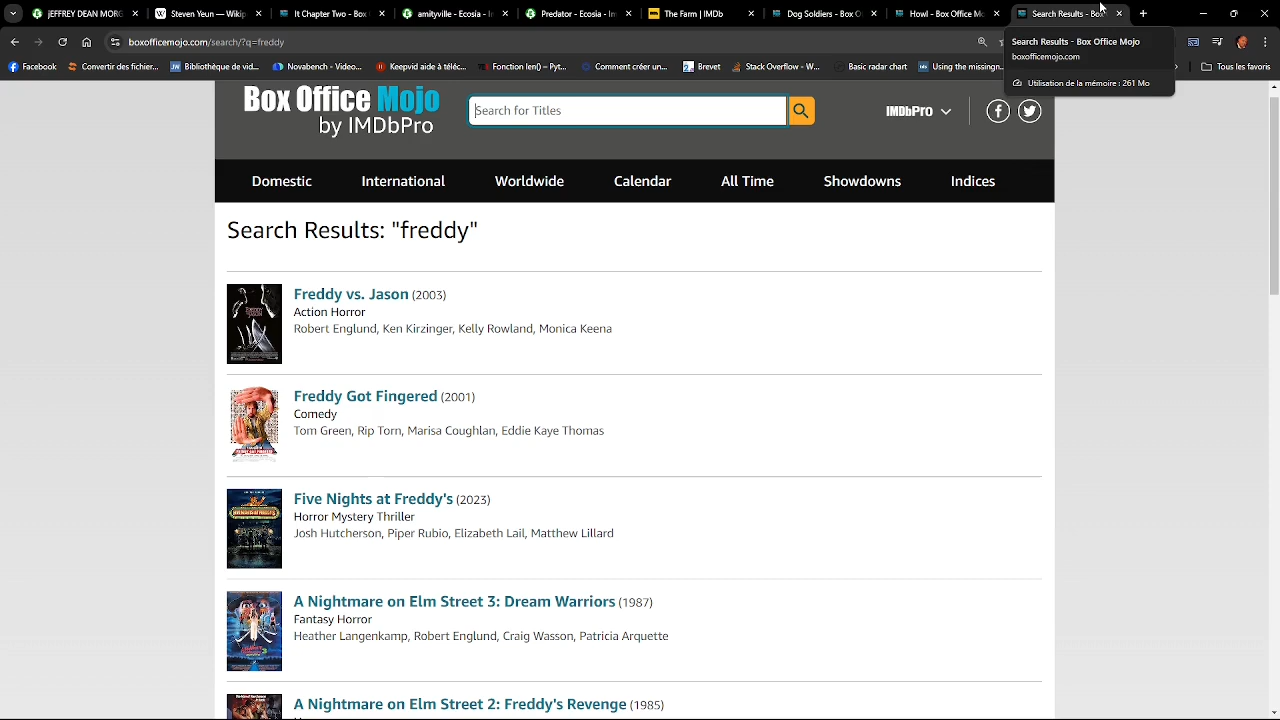 jEFFREY DEAN MORG
Steven Yeun — Wikip
It Chapter Two - Box
amityville - Ecosia - In
Predator - Ecosia - Im
The Farm | IMDb
Dog Soldiers - Box O
Howl - Box Office Mo
Search Results - Bo
boxofficemojo.com/search/?q=freddy
Search Results - Box Office Mojo
boxofficemojo.com
Utilisation de la mémoire : 261 Mo
Facebook
Convertir des fichier...
Bibliothèque de vid...
Novabench - Votre...
Keepvid aide à téléc...
Fonction len() – Pyt...
Comment créer un...
Brevet
Stack Overflow - W...
Basic radar chart
Using the missing...
Tous les favoris
Box Office Mojo
by IMDbPro
Search for Titles
IMDbPro
Domestic
International
Worldwide
Calendar
All Time
Showdowns
Indices
Search Results: "freddy"
Freddy vs. Jason (2003)
Action Horror
Robert Englund, Ken Kirzinger, Kelly Rowland, Monica Keena
Freddy Got Fingered (2001)
Comedy
Tom Green, Rip Torn, Marisa Coughlan, Eddie Kaye Thomas
Five Nights at Freddy's (2023)
Horror Mystery Thriller
Josh Hutcherson, Piper Rubio, Elizabeth Lail, Matthew Lillard
A Nightmare on Elm Street 3: Dream Warriors (1987)
Fantasy Horror
Heather Langenkamp, Robert Englund, Craig Wasson, Patricia Arquette
A Nightmare on Elm Street 2: Freddy's Revenge (1985)